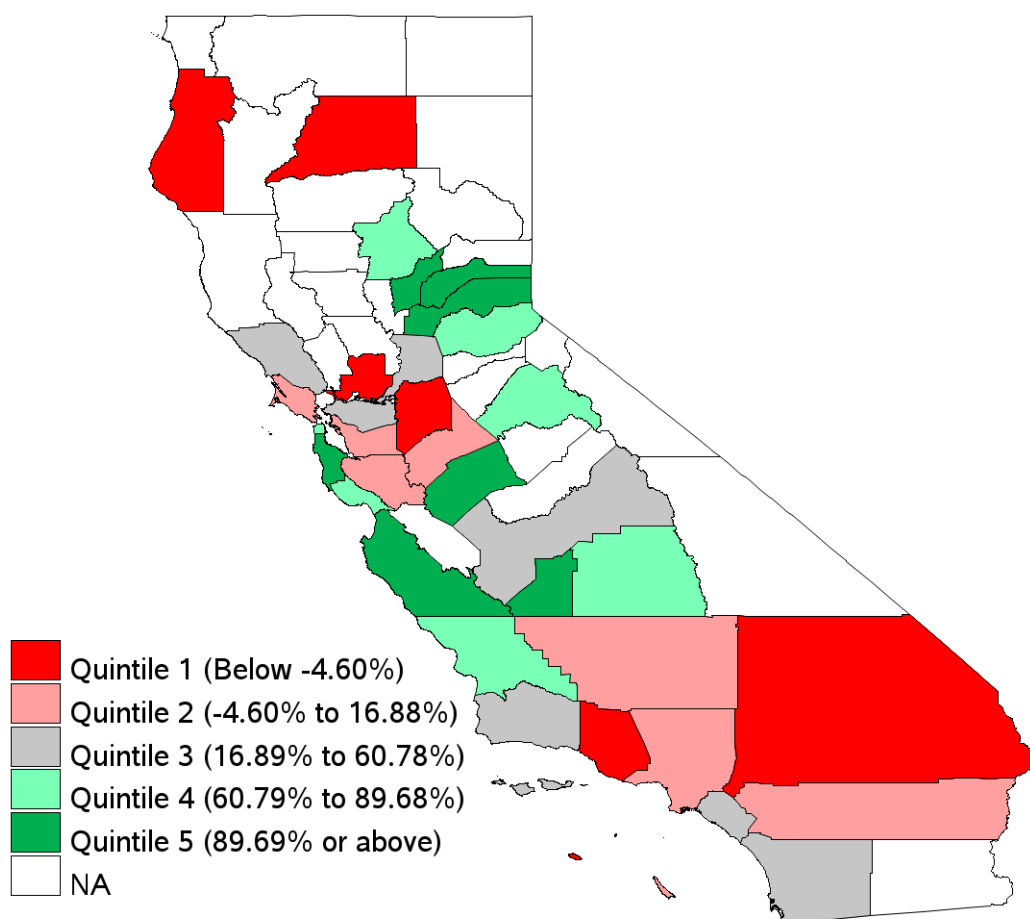 Quintile 1 (Below -4.60%)
Quintile 2 (-4.60% to 16.88%)
Quintile 3 (16.89% to 60.78%)
Quintile 4 (60.79% to 89.68%)
Quintile 5 (89.69% or above)
NA